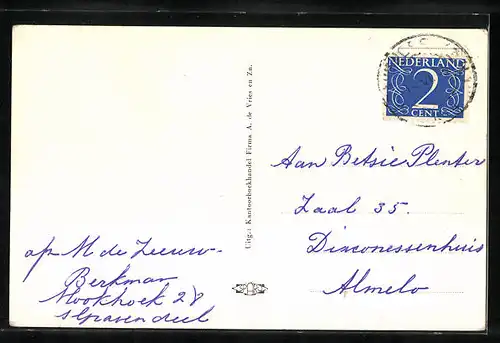 NEDERLAND
2
CENT
Aan Betsie Plenter
Zaal 35.
Diaconessenhuis
Almelo
Uitg: Kantoorboekhandel Firma A. de Vries en Zn.
afz M de Zeeuw-
Berkman
Mookhoek 28
's Gravendeel